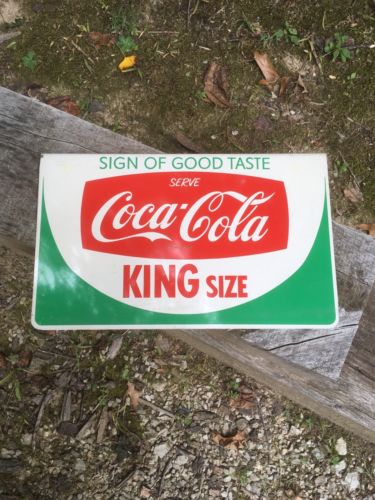 SIGN OF GOOD TASTE
SERVE
Coca-Cola
KING SIZE